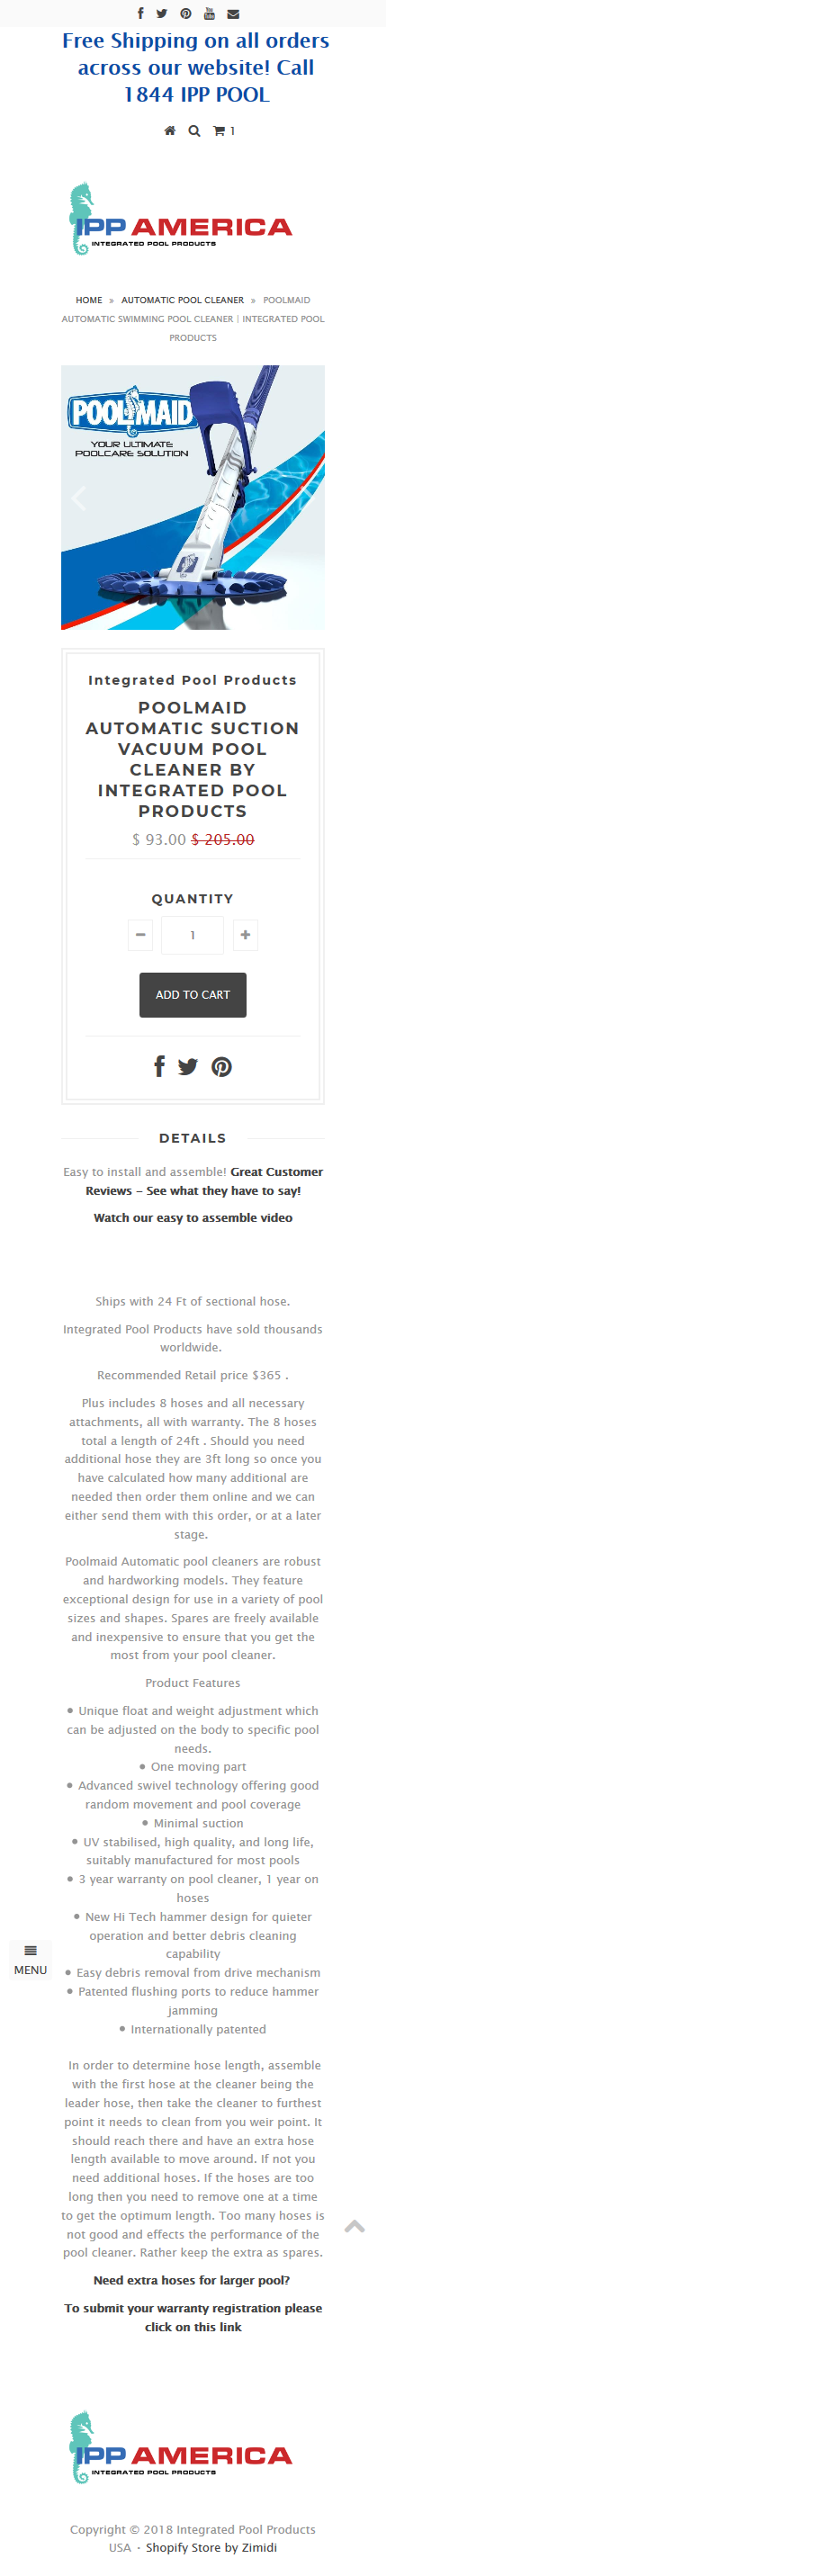 Free Shipping on all orders
across our website! Call
1844 IPP POOL
1
IPP AMERICA
INTEGRATED POOL PRODUCTS
HOME » AUTOMATIC POOL CLEANER » POOLMAID
AUTOMATIC SWIMMING POOL CLEANER | INTEGRATED POOL
PRODUCTS
POOLMAID
YOUR ULTIMATE
POOLCARE SOLUTION
Integrated Pool Products
POOLMAID
AUTOMATIC SUCTION
VACUUM POOL
CLEANER BY
INTEGRATED POOL
PRODUCTS
$ 93.00 $ 205.00
QUANTITY
1
ADD TO CART
DETAILS
Easy to install and assemble! Great Customer
Reviews – See what they have to say!
Watch our easy to assemble video
Ships with 24 Ft of sectional hose.
Integrated Pool Products have sold thousands
worldwide.
Recommended Retail price $365 .
Plus includes 8 hoses and all necessary
attachments, all with warranty. The 8 hoses
total a length of 24ft . Should you need
additional hose they are 3ft long so once you
have calculated how many additional are
needed then order them online and we can
either send them with this order, or at a later
stage.
Poolmaid Automatic pool cleaners are robust
and hardworking models. They feature
exceptional design for use in a variety of pool
sizes and shapes. Spares are freely available
and inexpensive to ensure that you get the
most from your pool cleaner.
Product Features
● Unique float and weight adjustment which
can be adjusted on the body to specific pool
needs.
● One moving part
● Advanced swivel technology offering good
random movement and pool coverage
● Minimal suction
● UV stabilised, high quality, and long life,
suitably manufactured for most pools
● 3 year warranty on pool cleaner, 1 year on
hoses
● New Hi Tech hammer design for quieter
operation and better debris cleaning
capability
● Easy debris removal from drive mechanism
● Patented flushing ports to reduce hammer
jamming
● Internationally patented
MENU
In order to determine hose length, assemble
with the first hose at the cleaner being the
leader hose, then take the cleaner to furthest
point it needs to clean from you weir point. It
should reach there and have an extra hose
length available to move around. If not you
need additional hoses. If the hoses are too
long then you need to remove one at a time
to get the optimum length. Too many hoses is
not good and effects the performance of the
pool cleaner. Rather keep the extra as spares.
Need extra hoses for larger pool?
To submit your warranty registration please
click on this link
IPP AMERICA
INTEGRATED POOL PRODUCTS
Copyright © 2018 Integrated Pool Products
USA • Shopify Store by Zimidi